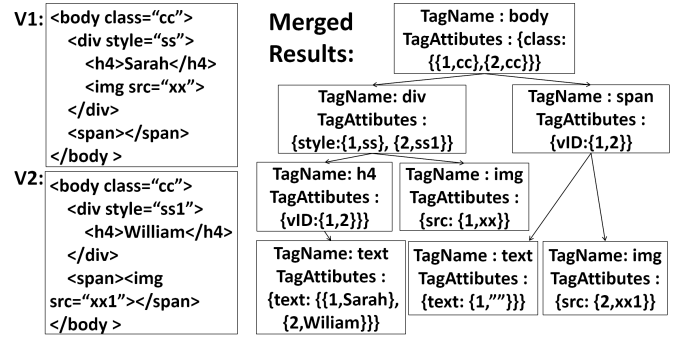 V1:
<body class=“cc”>
<div style=“ss”>
<h4>Sarah</h4>
<img src=“xx”>
</div>
<span></span>
</body >
V2:
<body class=“cc”>
<div style=“ss1”>
<h4>William</h4>
</div>
<span><img
src=“xx1”></span>
</body >
Merged
Results:
TagName : body
TagAttibutes : {class:
{{1,cc},{2,cc}}}
TagName: div
TagAttibutes :
{style:{1,ss}, {2,ss1}}
TagName : span
TagAttibutes :
{vID:{1,2}}
TagName: h4
TagAttibutes :
{vID:{1,2}}}
TagName : img
TagAttibutes :
{src: {1,xx}}
TagName: text
TagAttibutes :
{text: {{1,Sarah},
{2,Wiliam}}}
TagName : text
TagAttibutes :
{text: {1,””}}}
TagName: img
TagAttibutes :
{src: {2,xx1}}